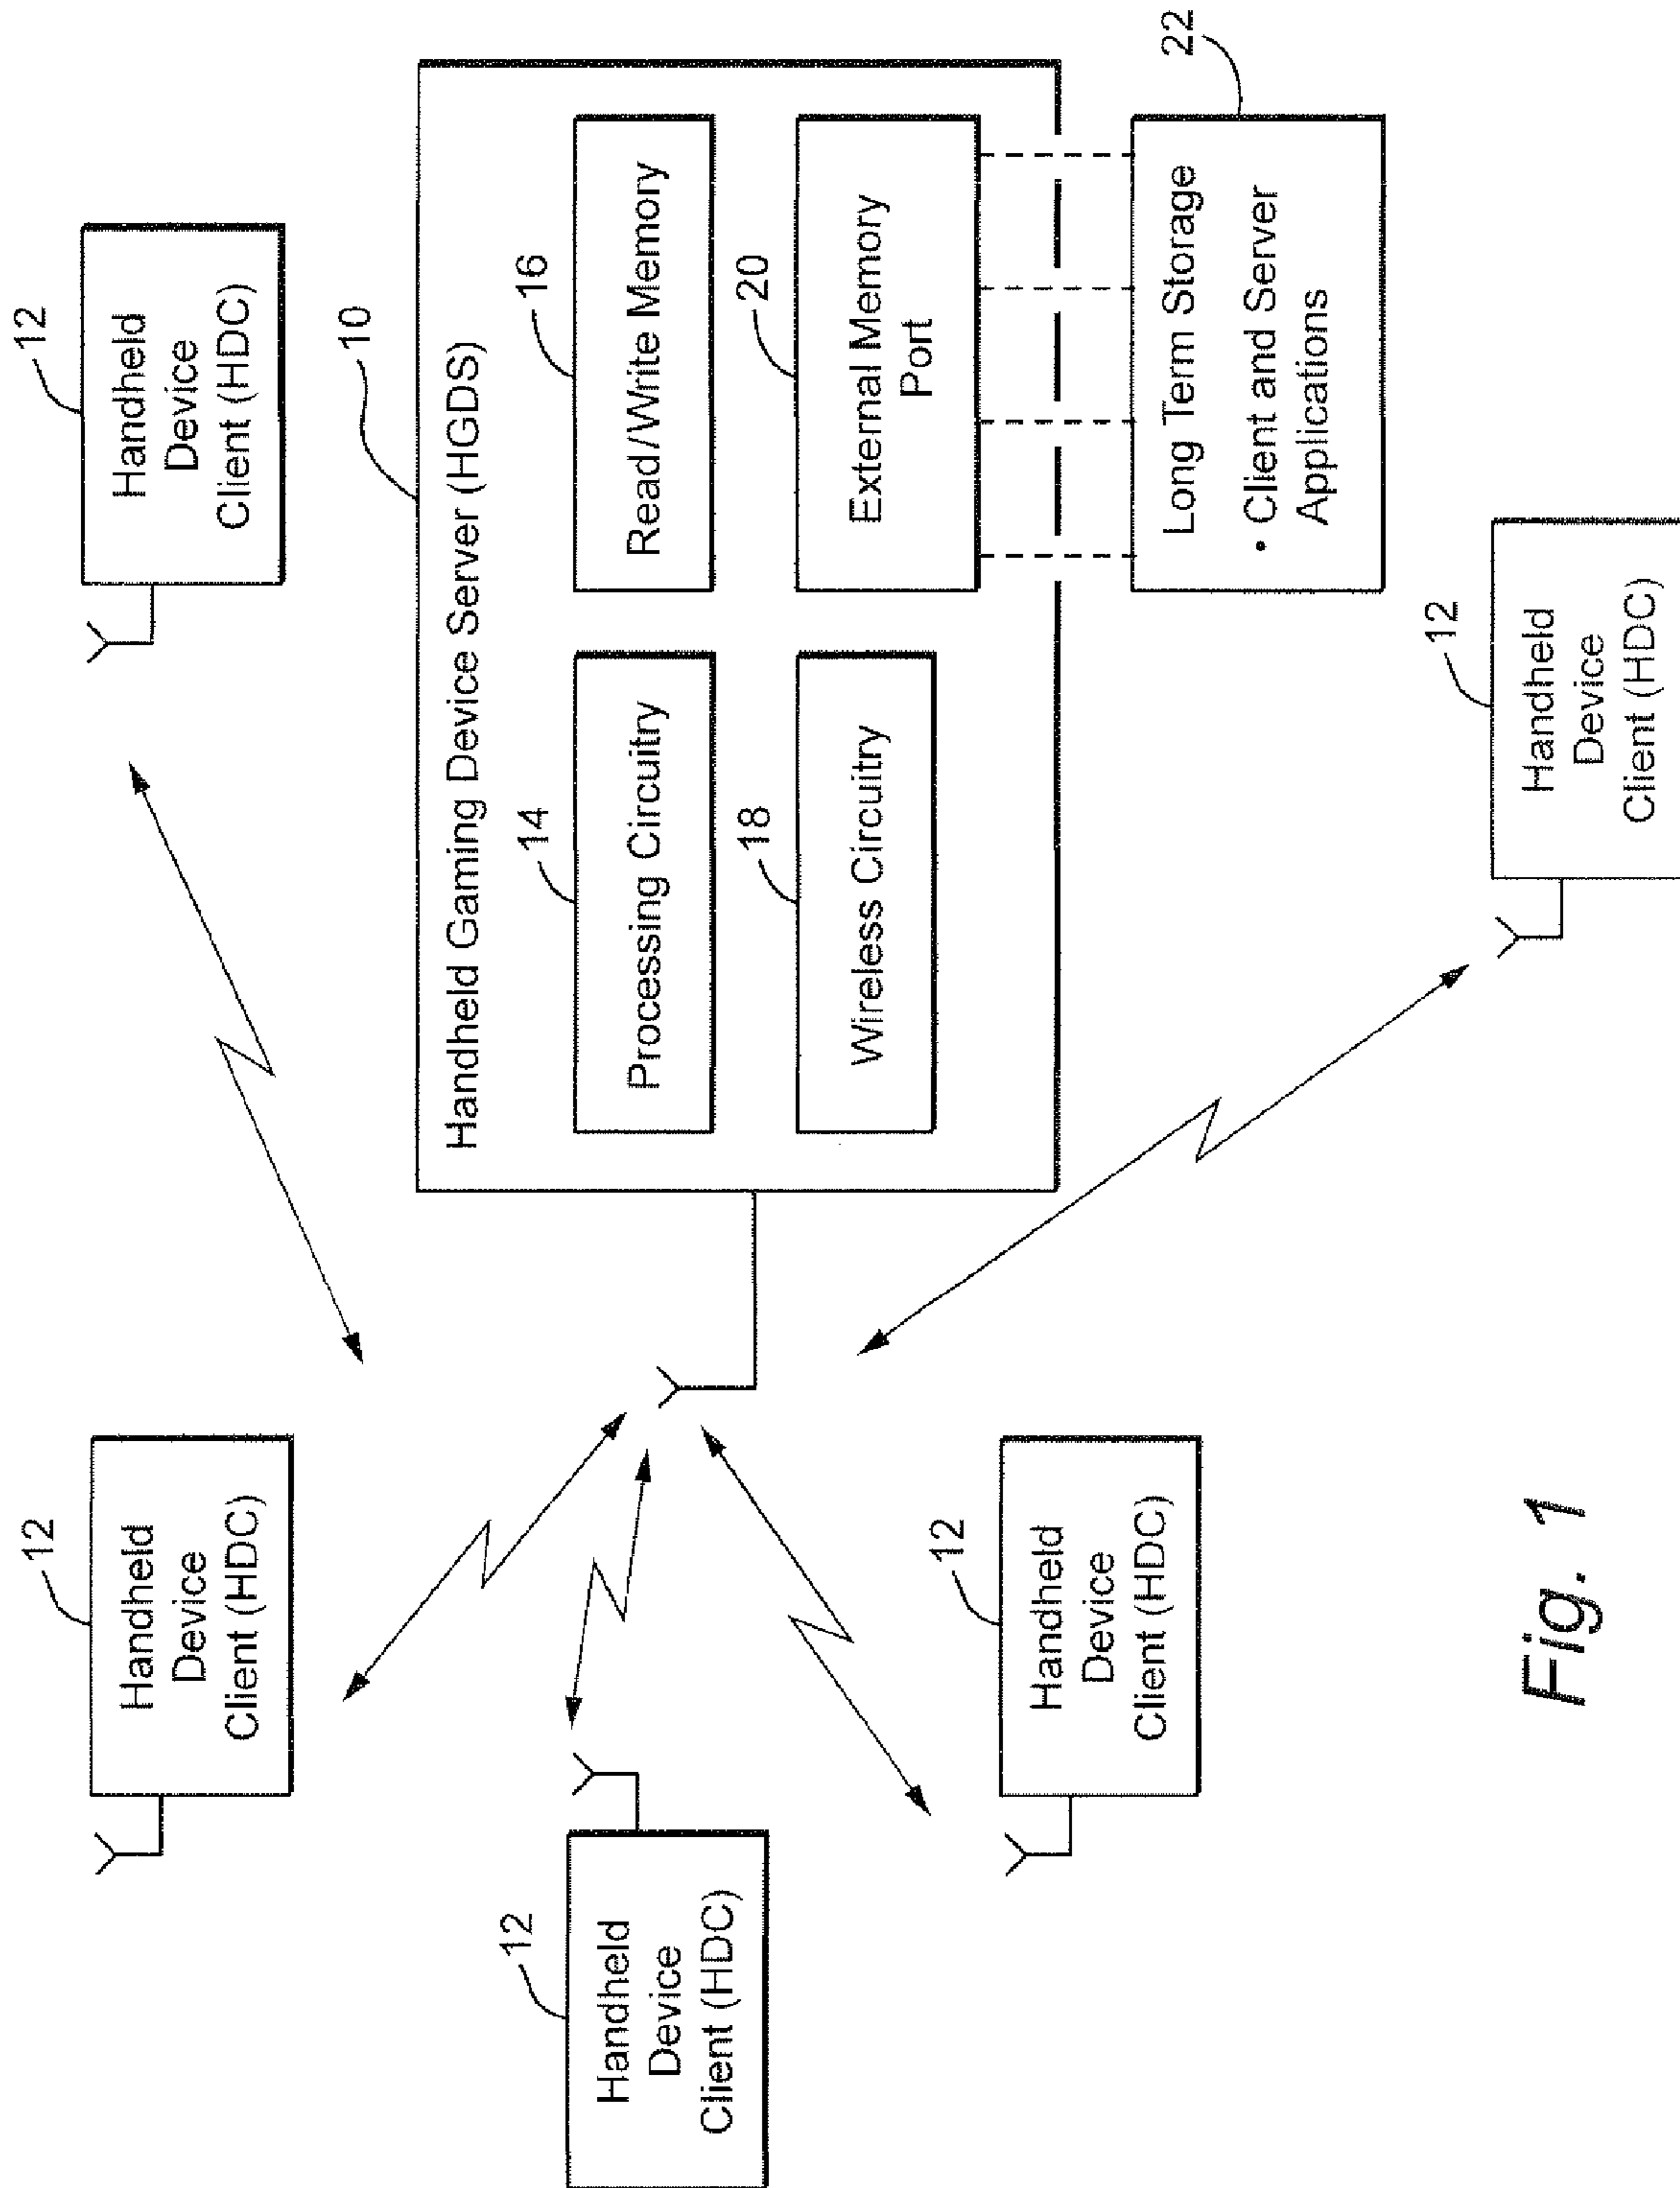 12
Handheld
Device
Client (HDC)
12
Handheld
Device
Client (HDC)
10
Handheld Gaming Device Server (HGDS)
14
Processing Circuitry
16
Read/Write Memory
18
Wireless Circuitry
20
External Memory
Port
12
Handheld
Device
Client (HDC)
12
Handheld
Device
Client (HDC)
22
Long Term Storage
• Client and Server
Applications
12
Handheld
Device
Client (HDC)
Fig. 1